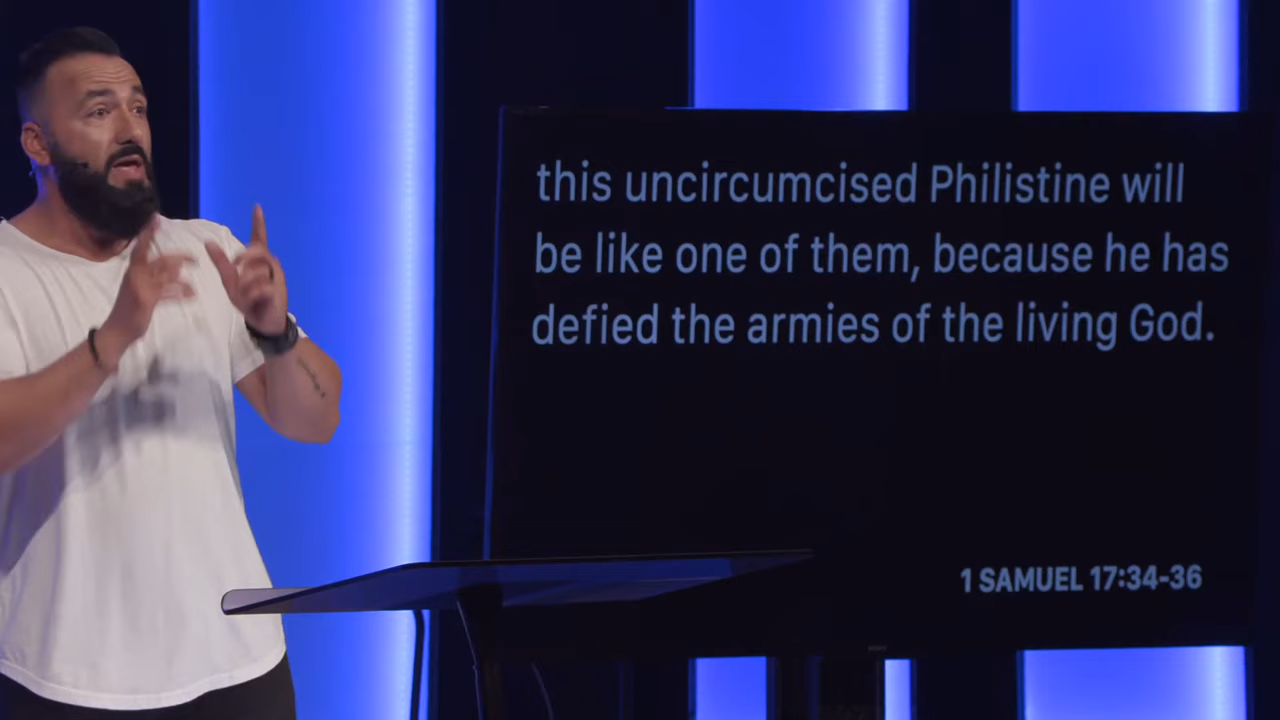 this uncircumcised Philistine will
be like one of them, because he has
defied the armies of the living God.
1 SAMUEL 17:34-36